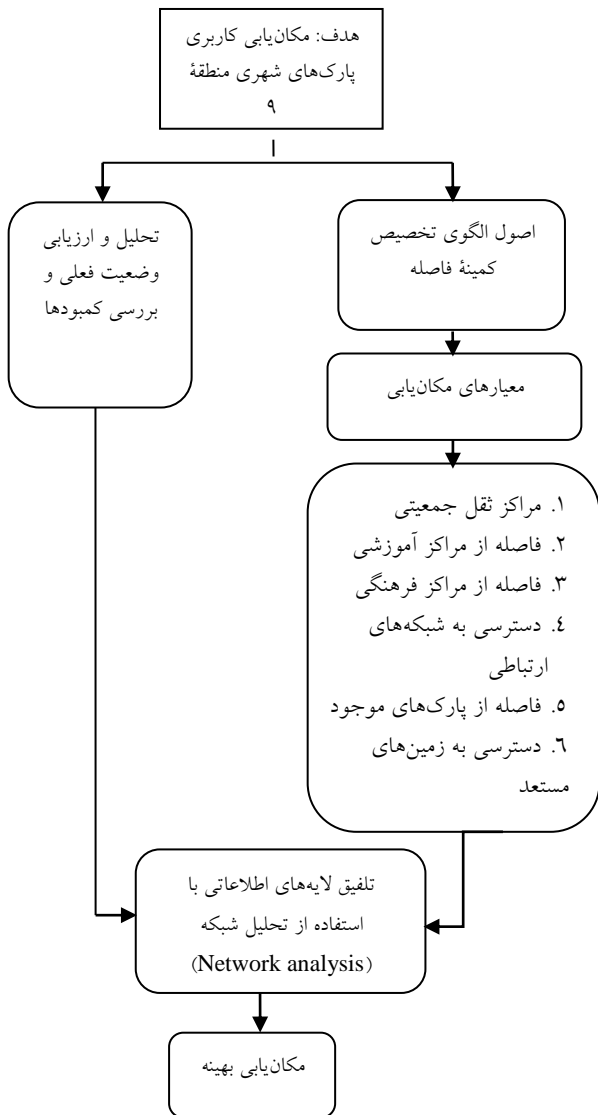 هدف: مکان‌یابی کاربری
پارک‌های شهری منطقهٔ
۹
اصول الگوی تخصیص
کمینهٔ فاصله
تحلیل و ارزیابی
وضعیت فعلی و
بررسی کمبودها
معیارهای مکان‌یابی
۱. مراکز ثقل جمعیتی
۲. فاصله از مراکز آموزشی
۳. فاصله از مراکز فرهنگی
٤. دسترسی به شبکه‌های
ارتباطی
٥. فاصله از پارک‌های موجود
٦. دسترسی به زمین‌های
مستعد
تلفیق لایه‌های اطلاعاتی با
استفاده از تحلیل شبکه
(Network analysis)
مکان‌یابی بهینه